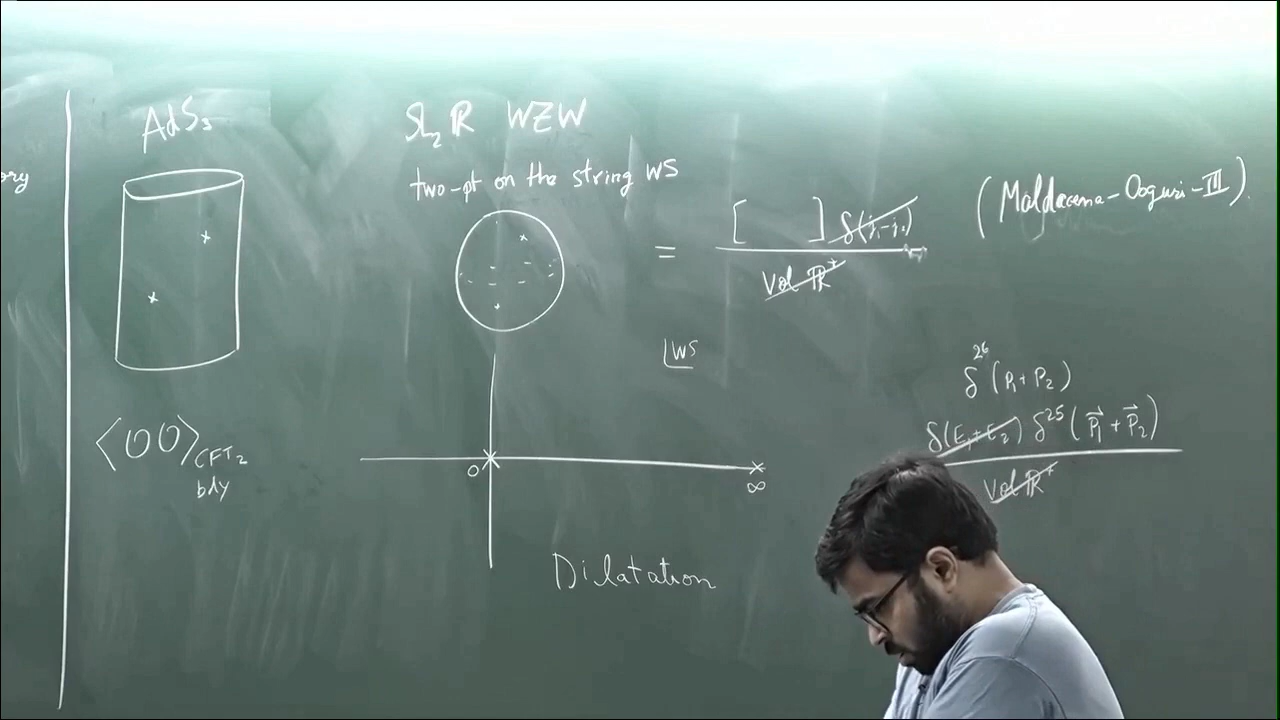 AdS₃
SL₂ℝ WZW
two-pt on the string WS
= [ ] δ(j₁-j₂)
Vol ℝ⁺
(Maldacena-Ooguri-III).
WS
0
∞
⟨OO⟩CFT₂
bdy
Dilatation
δ²⁶(P₁+P₂)
δ(E₁+E₂) δ²⁵(P⃗₁+P⃗₂)
Vol ℝ⁺